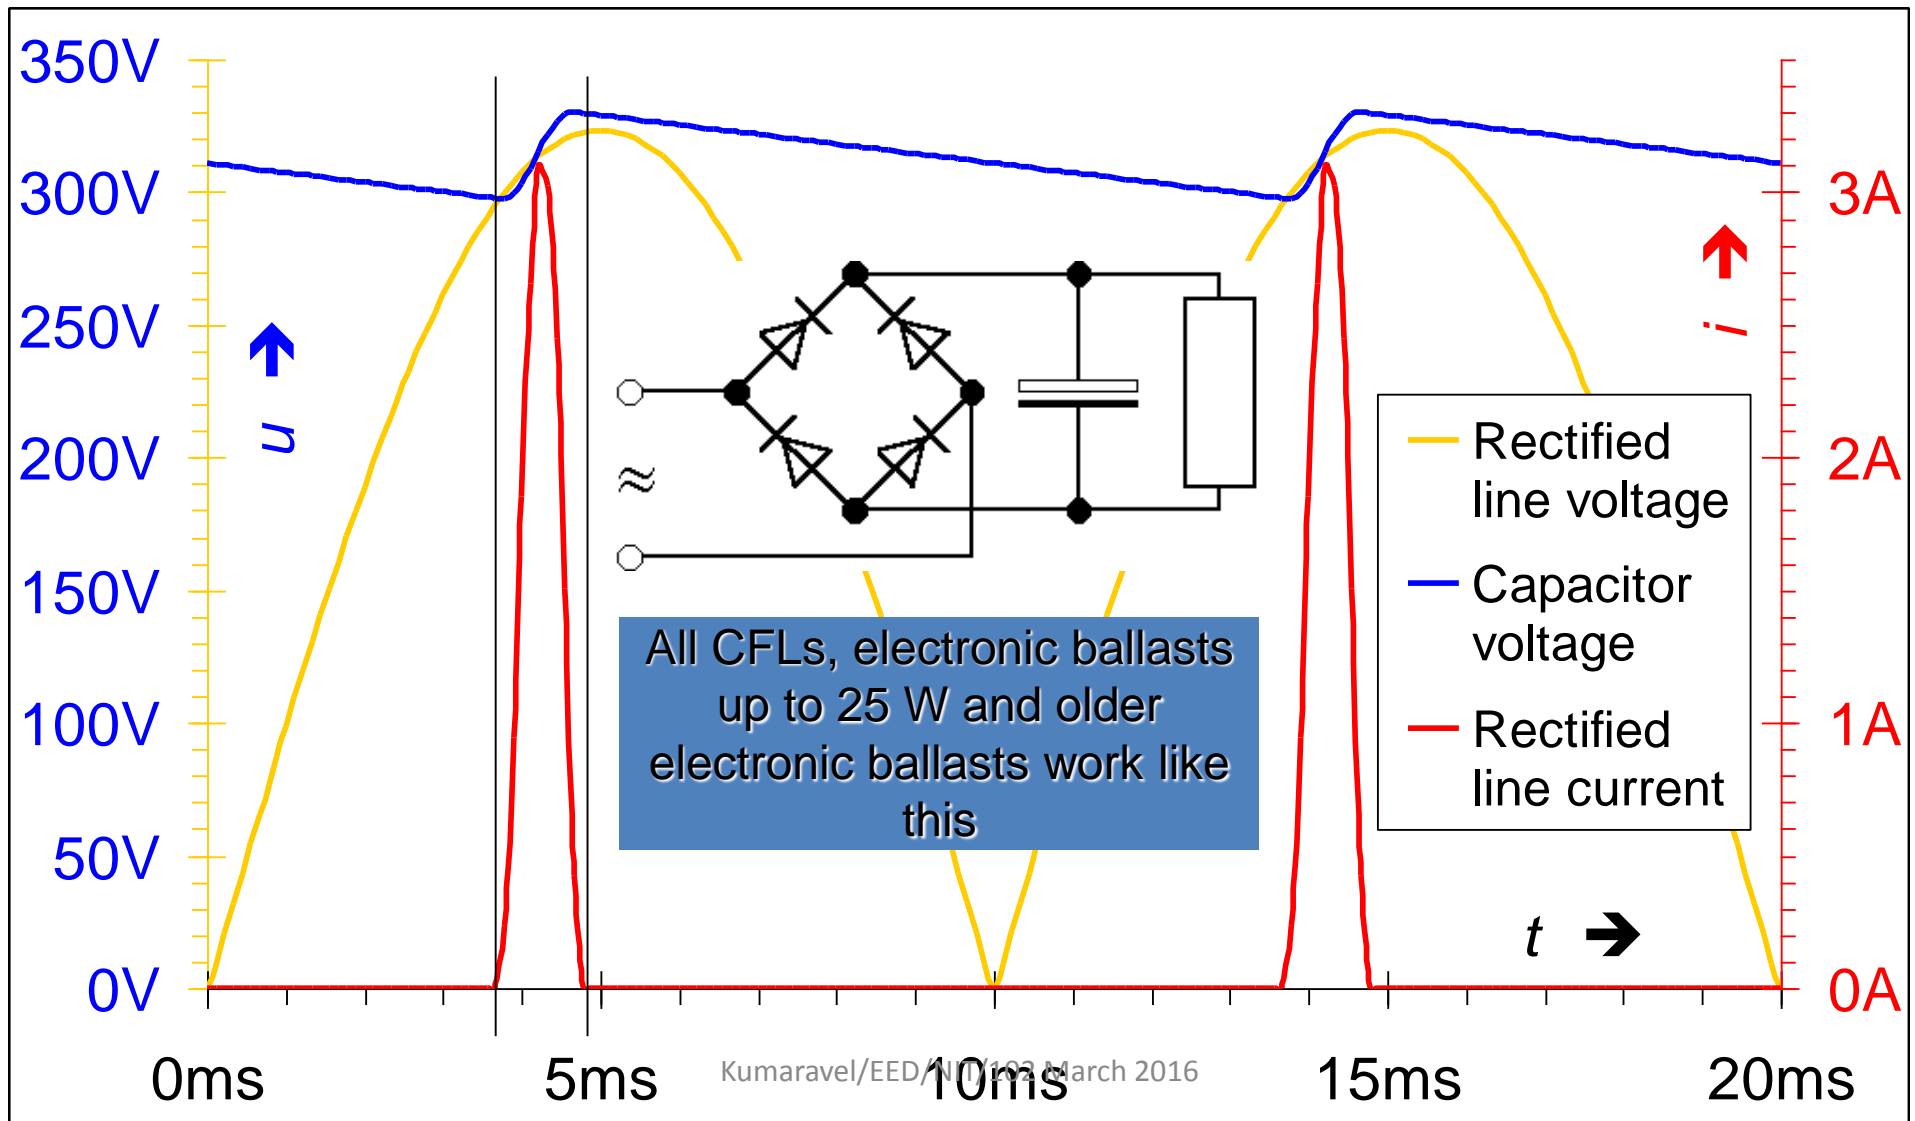 350V
300V
250V
200V
150V
100V
50V
0V
u
≈
3A
2A
1A
0A
i
Rectified
line voltage
Capacitor
voltage
Rectified
line current
All CFLs, electronic ballasts
up to 25 W and older
electronic ballasts work like
this
t
0ms 5ms 10ms 15ms 20ms
Kumaravel/EED/NIT/102 March 2016